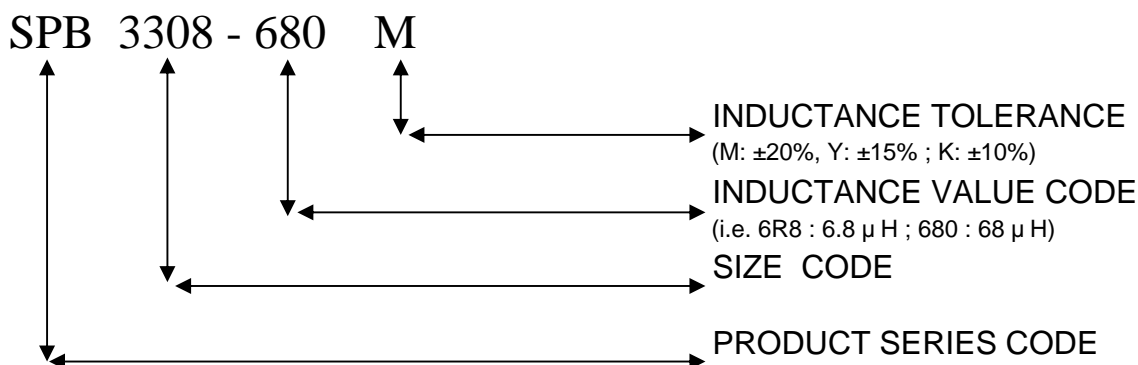 SPB 3308 - 680 M
INDUCTANCE TOLERANCE
(M: ±20%, Y: ±15% ; K: ±10%)
INDUCTANCE VALUE CODE
(i.e. 6R8 : 6.8 µ H ; 680 : 68 µ H)
SIZE CODE
PRODUCT SERIES CODE